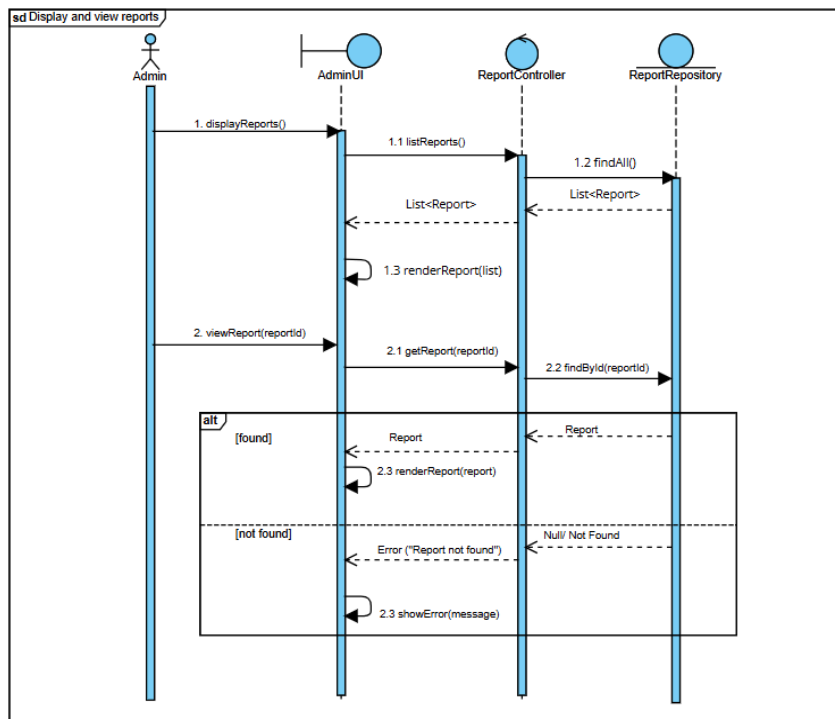 sd Display and view reports
Admin
AdminUI
ReportController
ReportRepository
1. displayReports()
1.1 listReports()
1.2 findAll()
List<Report>
List<Report>
1.3 renderReport(list)
2. viewReport(reportId)
2.1 getReport(reportId)
2.2 findById(reportId)
alt
[found]
Report
Report
2.3 renderReport(report)
[not found]
Null/ Not Found
Error ("Report not found")
2.3 showError(message)